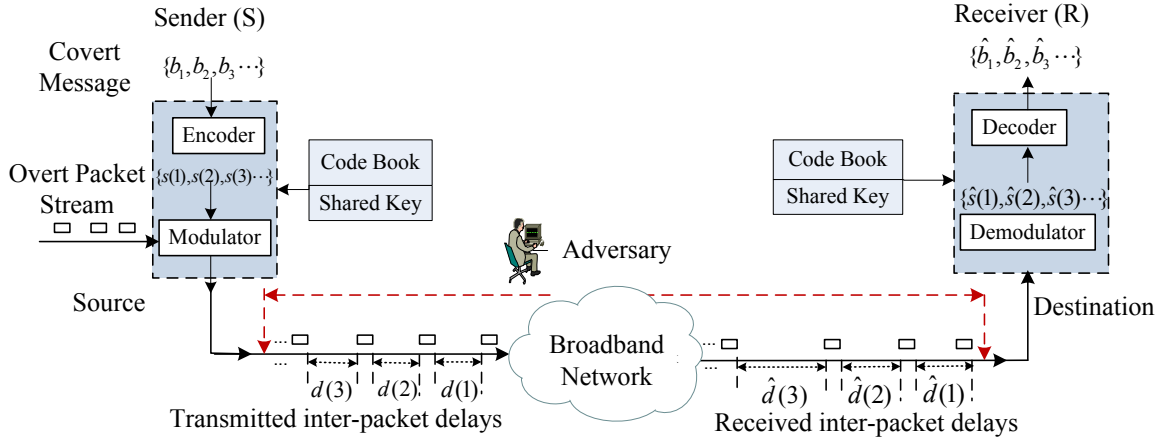 Sender (S)
Receiver (R)
Covert
Message
{b₁, b₂, b₃ ⋯}
{b̂₁, b̂₂, b̂₃ ⋯}
Encoder
Decoder
Code Book
Shared Key
Code Book
Shared Key
{s(1), s(2), s(3)⋯}
{ŝ(1), ŝ(2), ŝ(3)⋯}
Overt Packet
Stream
Modulator
Demodulator
Adversary
Source
Destination
Broadband
Network
...
...
...
...
d(3)
d(2)
d(1)
d̂(3)
d̂(2)
d̂(1)
Transmitted inter-packet delays
Received inter-packet delays